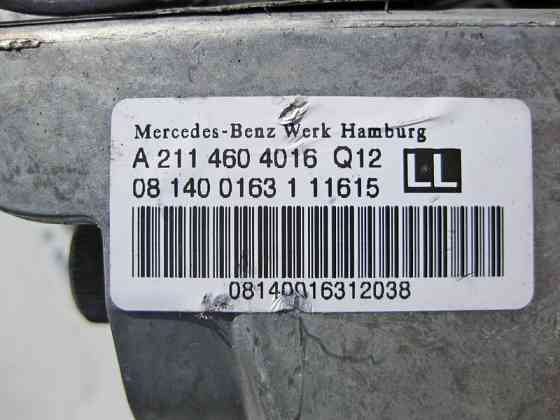 Mercedes-Benz Werk Hamburg
A 211 460 4016 Q12
08 140 0163 1 11615
LL
08140016312038